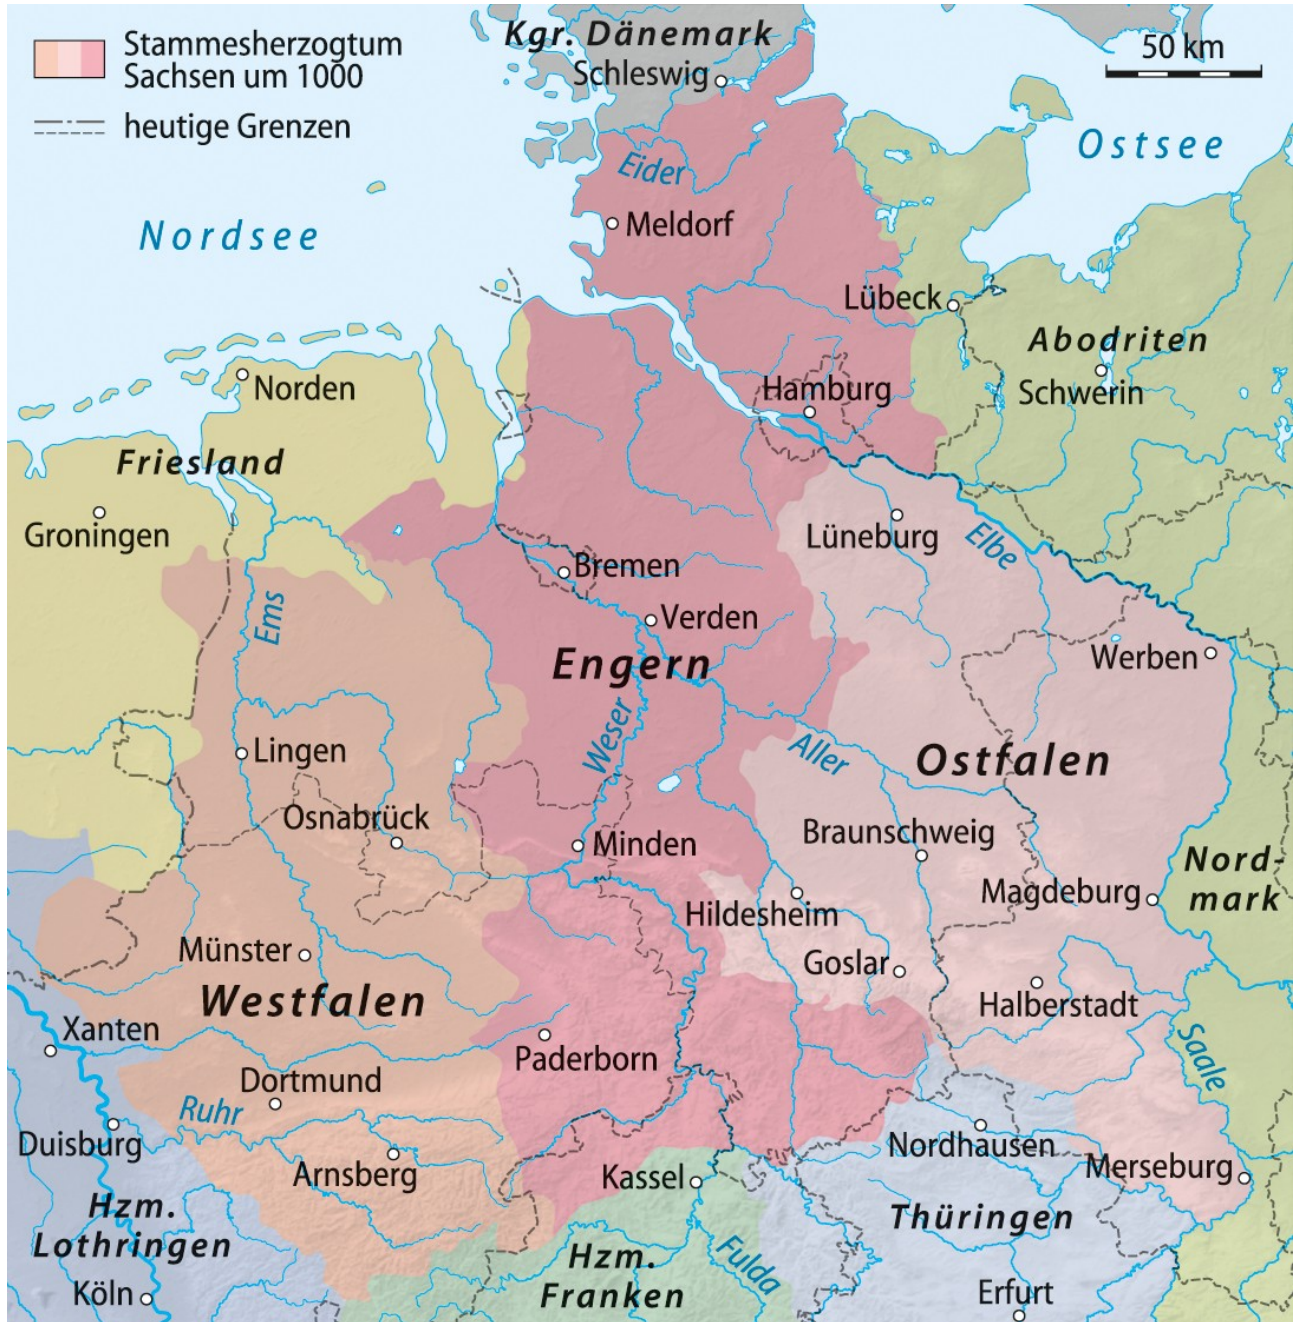 Stammesherzogtum
Sachsen um 1000
heutige Grenzen
Kgr. Dänemark
Schleswig
50 km
Ostsee
Eider
Nordsee
Meldorf
Lübeck
Abodriten
Schwerin
Norden
Hamburg
Friesland
Groningen
Lüneburg
Elbe
Bremen
Ems
Verden
Engern
Werben
Weser
Aller
Ostfalen
Lingen
Osnabrück
Minden
Braunschweig
Nord-
mark
Magdeburg
Hildesheim
Münster
Goslar
Westfalen
Halberstadt
Xanten
Paderborn
Saale
Dortmund
Ruhr
Duisburg
Arnsberg
Kassel
Nordhausen
Merseburg
Hzm.
Lothringen
Thüringen
Hzm.
Franken
Fulda
Köln
Erfurt